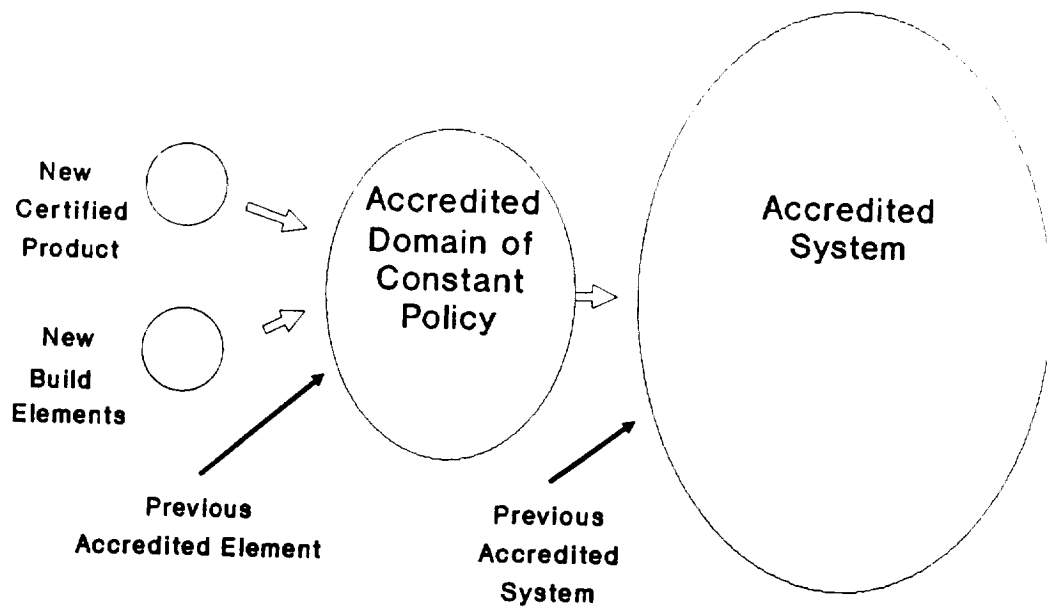 New
Certified
Product
New
Build
Elements
Accredited
Domain of
Constant
Policy
Accredited
System
Previous
Accredited Element
Previous
Accredited
System